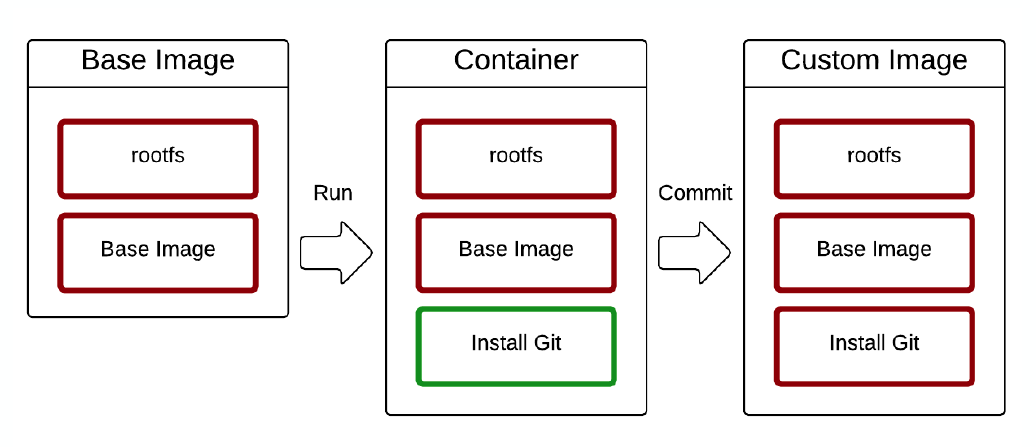 Base Image
rootfs
Base Image
Run
Container
rootfs
Base Image
Install Git
Commit
Custom Image
rootfs
Base Image
Install Git